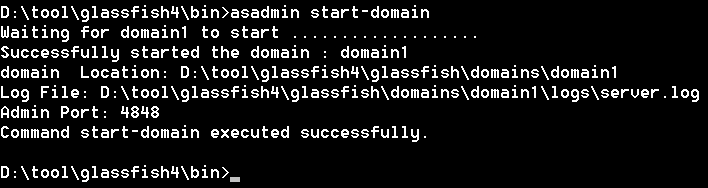 D:\tool\glassfish4\bin>asadmin start-domain
Waiting for domain1 to start ...................
Successfully started the domain : domain1
domain  Location: D:\tool\glassfish4\glassfish\domains\domain1
Log File: D:\tool\glassfish4\glassfish\domains\domain1\logs\server.log
Admin Port: 4848
Command start-domain executed successfully.
D:\tool\glassfish4\bin>_